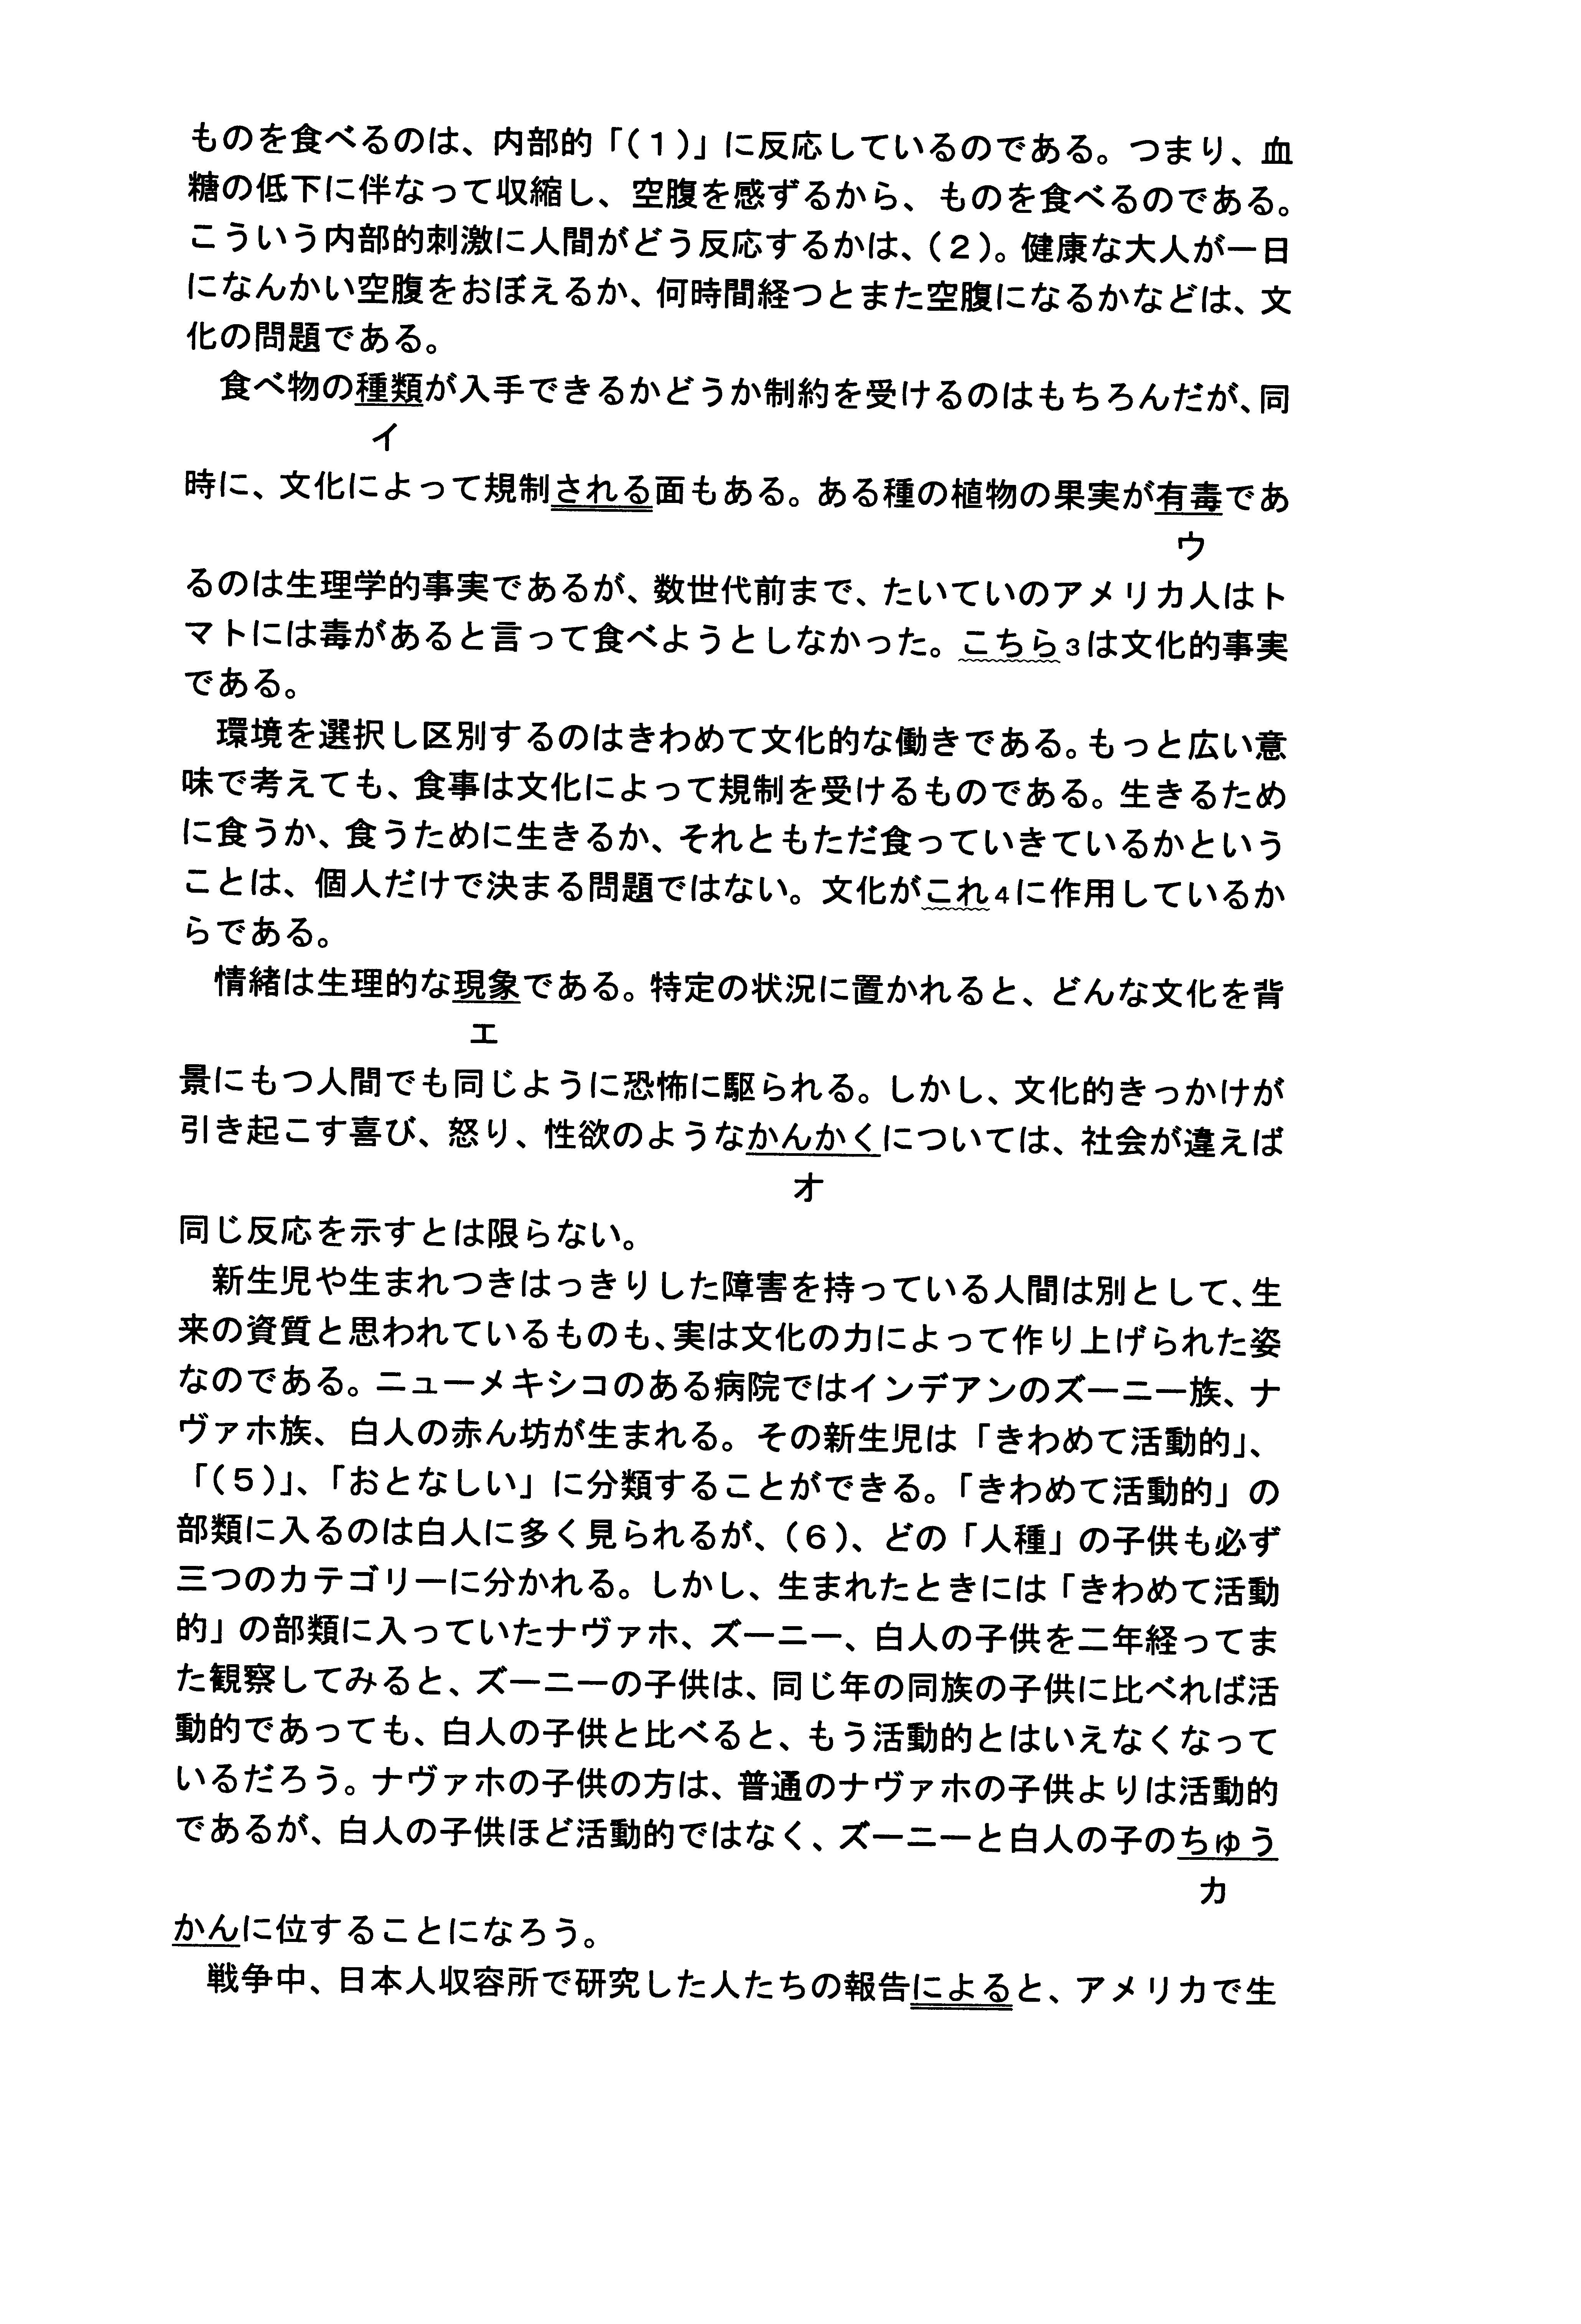 ものを食べるのは、内部的「(1)」に反応しているのである。つまり、血
糖の低下に伴なって収縮し、空腹を感ずるから、ものを食べるのである。
こういう内部的刺激に人間がどう反応するかは、(2)。健康な大人が一日
になんかい空腹をおぼえるか、何時間経つとまた空腹になるかなどは、文
化の問題である。
食べ物の種類が入手できるかどうか制約を受けるのはもちろんだが、同
イ
時に、文化によって規制される面もある。ある種の植物の果実が有毒であ
ウ
るのは生理学的事実であるが、数世代前まで、たいていのアメリカ人はト
マトには毒があると言って食べようとしなかった。こちら3は文化的事実
である。
環境を選択し区別するのはきわめて文化的な働きである。もっと広い意
味で考えても、食事は文化によって規制を受けるものである。生きるため
に食うか、食うために生きるか、それともただ食っていきているかという
ことは、個人だけで決まる問題ではない。文化がこれ4に作用しているか
らである。
情緒は生理的な現象である。特定の状況に置かれると、どんな文化を背
エ
景にもつ人間でも同じように恐怖に駆られる。しかし、文化的きっかけが
引き起こす喜び、怒り、性欲のようなかんかくについては、社会が違えば
オ
同じ反応を示すとは限らない。
新生児や生まれつきはっきりした障害を持っている人間は別として、生
来の資質と思われているものも、実は文化の力によって作り上げられた姿
なのである。ニューメキシコのある病院ではインデアンのズーニー族、ナ
ヴァホ族、白人の赤ん坊が生まれる。その新生児は「きわめて活動的」、
「(5)」、「おとなしい」に分類することができる。「きわめて活動的」の
部類に入るのは白人に多く見られるが、(6)、どの「人種」の子供も必ず
三つのカテゴリーに分かれる。しかし、生まれたときには「きわめて活動
的」の部類に入っていたナヴァホ、ズーニー、白人の子供を二年経ってま
た観察してみると、ズーニーの子供は、同じ年の同族の子供に比べれば活
動的であっても、白人の子供と比べると、もう活動的とはいえなくなって
いるだろう。ナヴァホの子供の方は、普通のナヴァホの子供よりは活動的
であるが、白人の子供ほど活動的ではなく、ズーニーと白人の子のちゅう
カ
かんに位することになろう。
戦争中、日本人収容所で研究した人たちの報告によると、アメリカで生